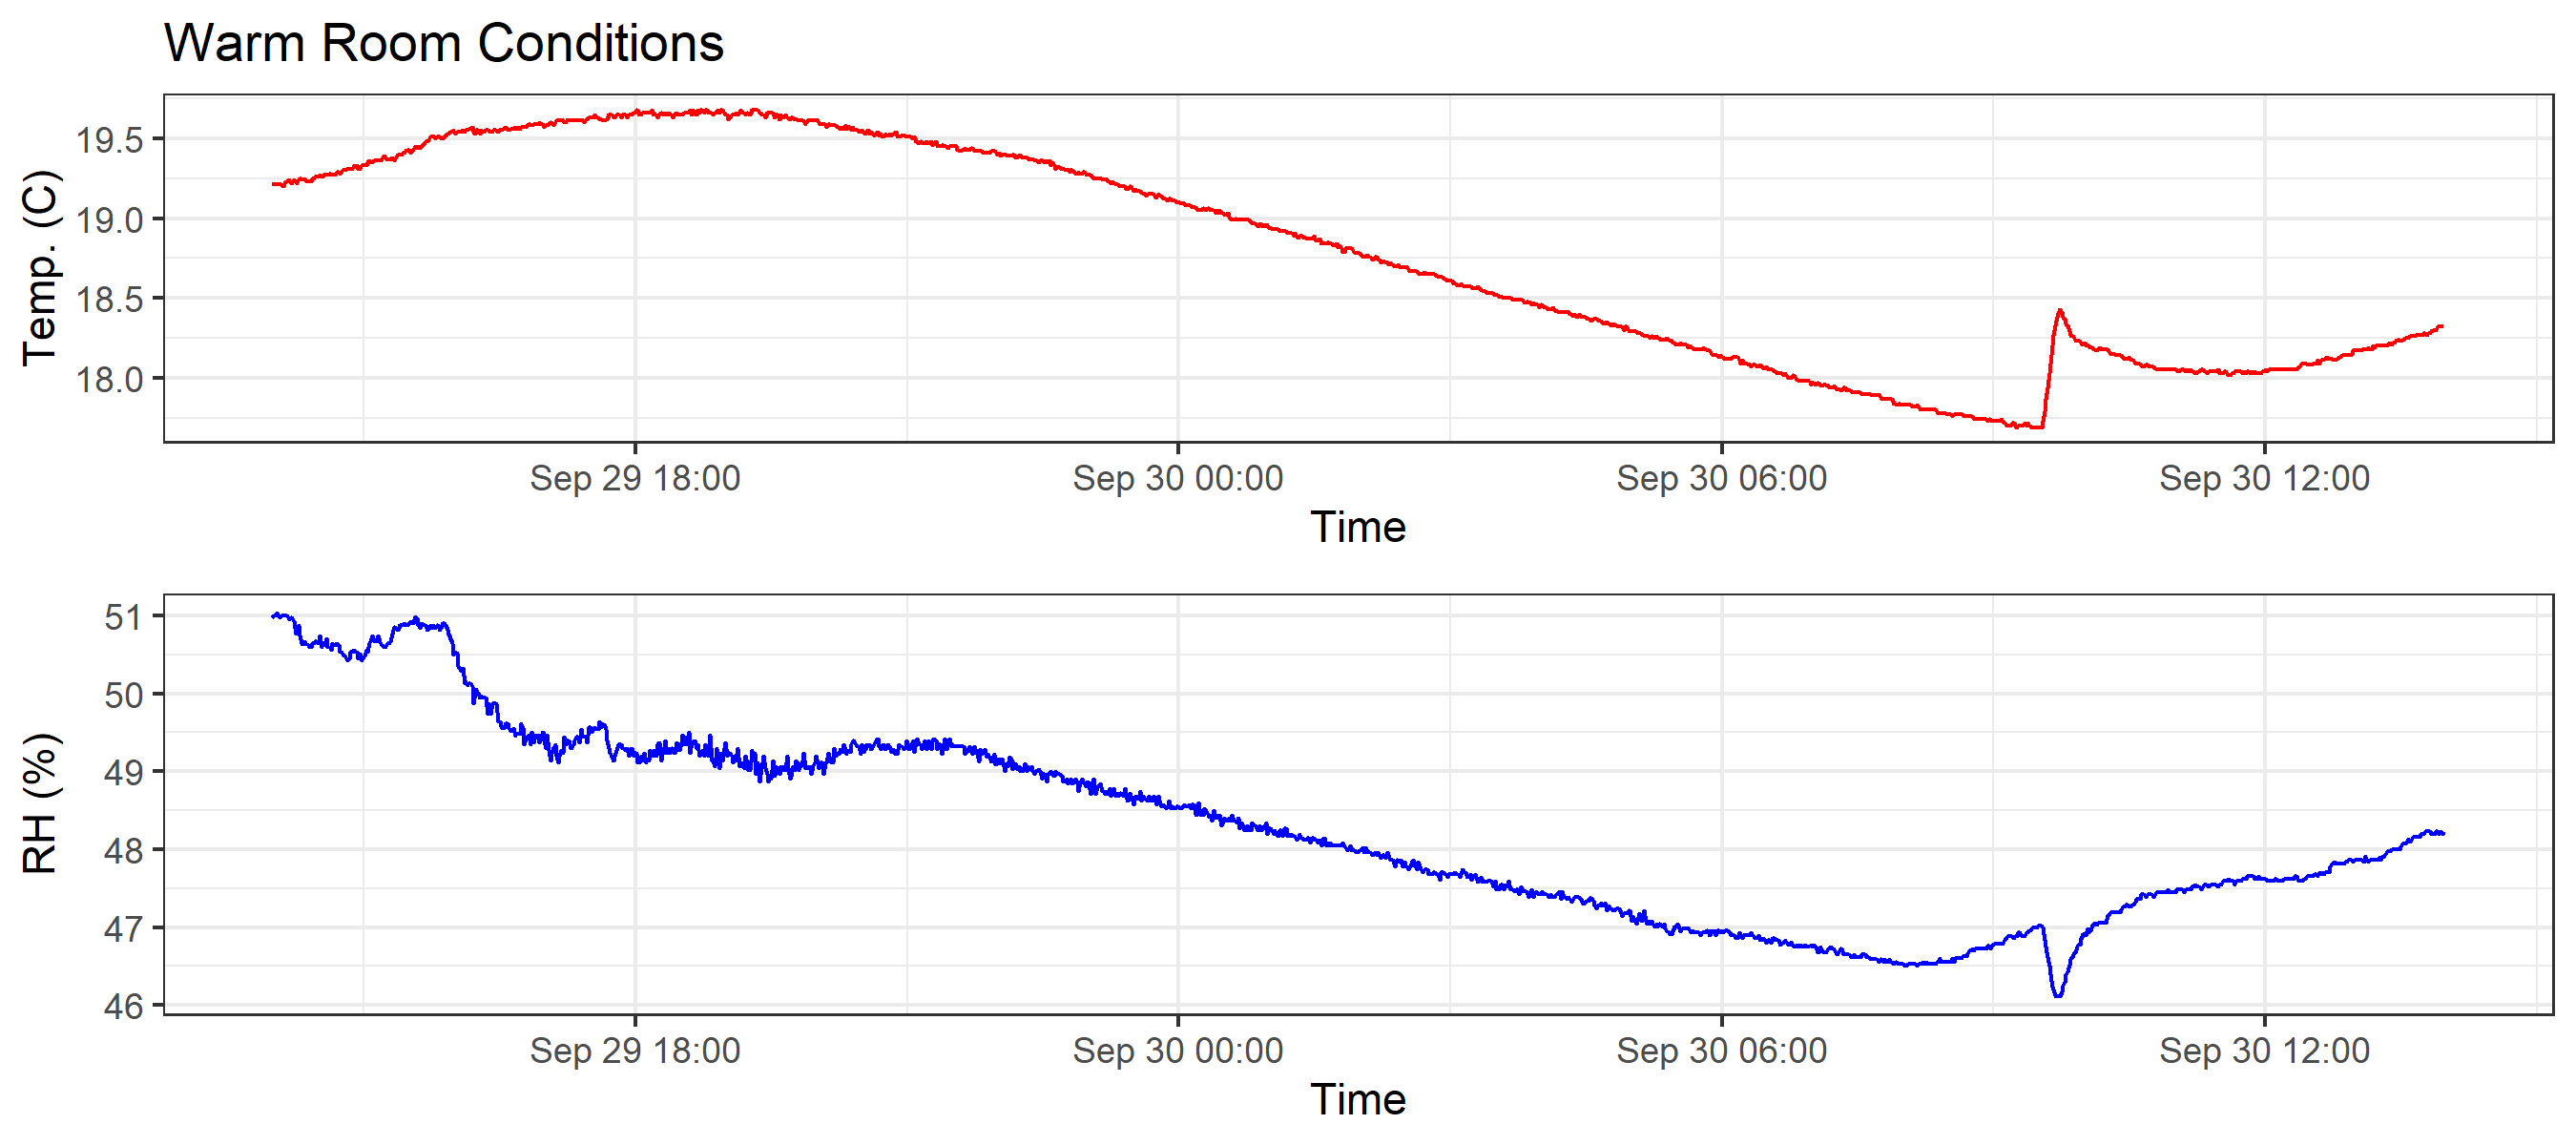 Warm Room Conditions
Temp. (C)
19.5
19.0
18.5
18.0
Sep 29 18:00 Sep 30 00:00 Sep 30 06:00 Sep 30 12:00
Time
RH (%)
51
50
49
48
47
46
Sep 29 18:00 Sep 30 00:00 Sep 30 06:00 Sep 30 12:00
Time